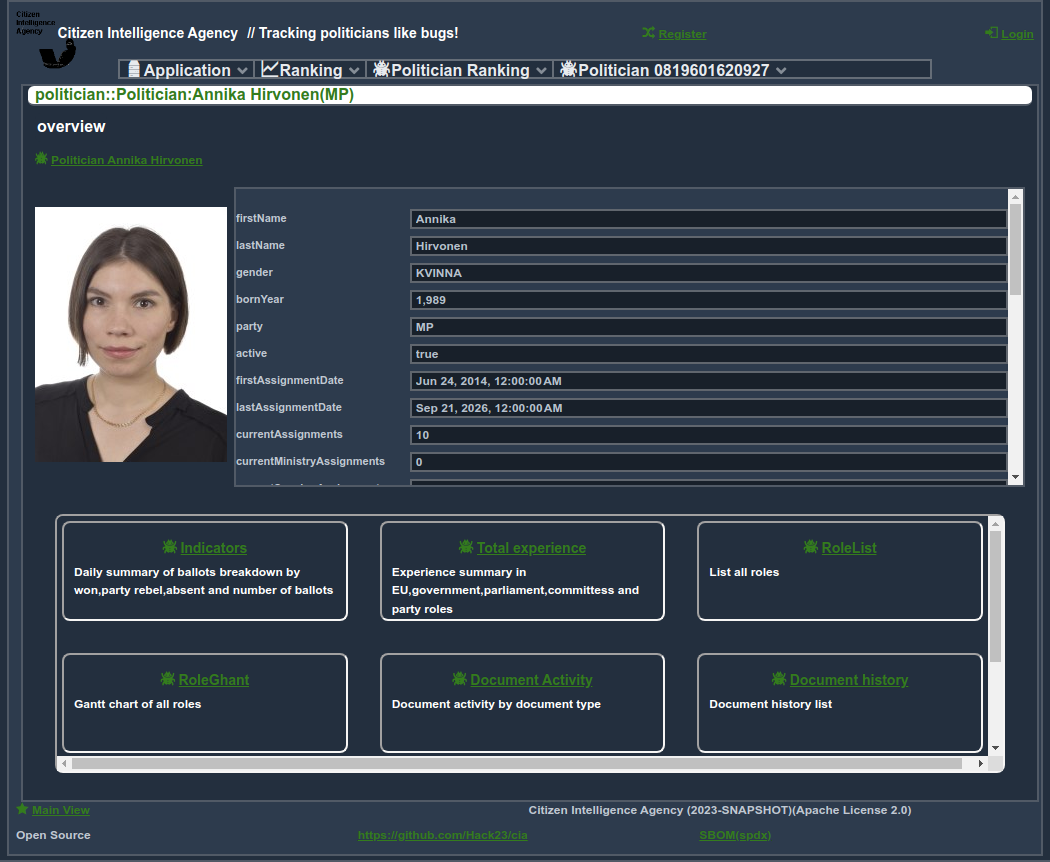 Citizen
Intelligence
Agency
Citizen Intelligence Agency // Tracking politicians like bugs!
Register
Login
Application
Ranking
Politician Ranking
Politician 0819601620927
politician::Politician:Annika Hirvonen(MP)
overview
Politician Annika Hirvonen
firstName
Annika
lastName
Hirvonen
gender
KVINNA
bornYear
1,989
party
MP
active
true
firstAssignmentDate
Jun 24, 2014, 12:00:00 AM
lastAssignmentDate
Sep 21, 2026, 12:00:00 AM
currentAssignments
10
currentMinistryAssignments
0
Indicators
Daily summary of ballots breakdown by
won,party rebel,absent and number of ballots
Total experience
Experience summary in
EU,government,parliament,committess and
party roles
RoleList
List all roles
RoleGhant
Gantt chart of all roles
Document Activity
Document activity by document type
Document history
Document history list
Main View
Citizen Intelligence Agency (2023-SNAPSHOT)(Apache License 2.0)
Open Source
https://github.com/Hack23/cia
SBOM(spdx)